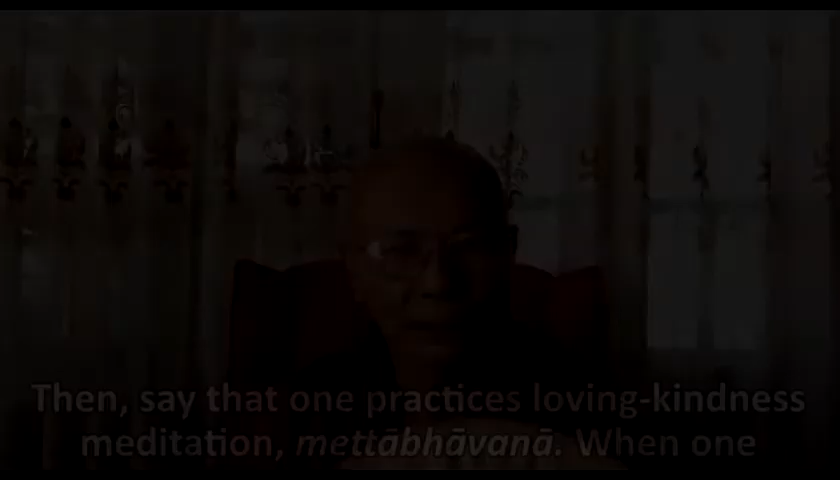 Then, say that one practices loving-kindness
meditation, mettābhāvanā. When one